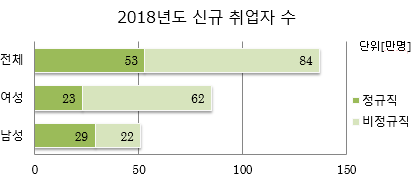 2018년도 신규 취업자 수
단위[만명]
전체 53 84
여성 23 62
남성 29 22
정규직
비정규직
0 50 100 150